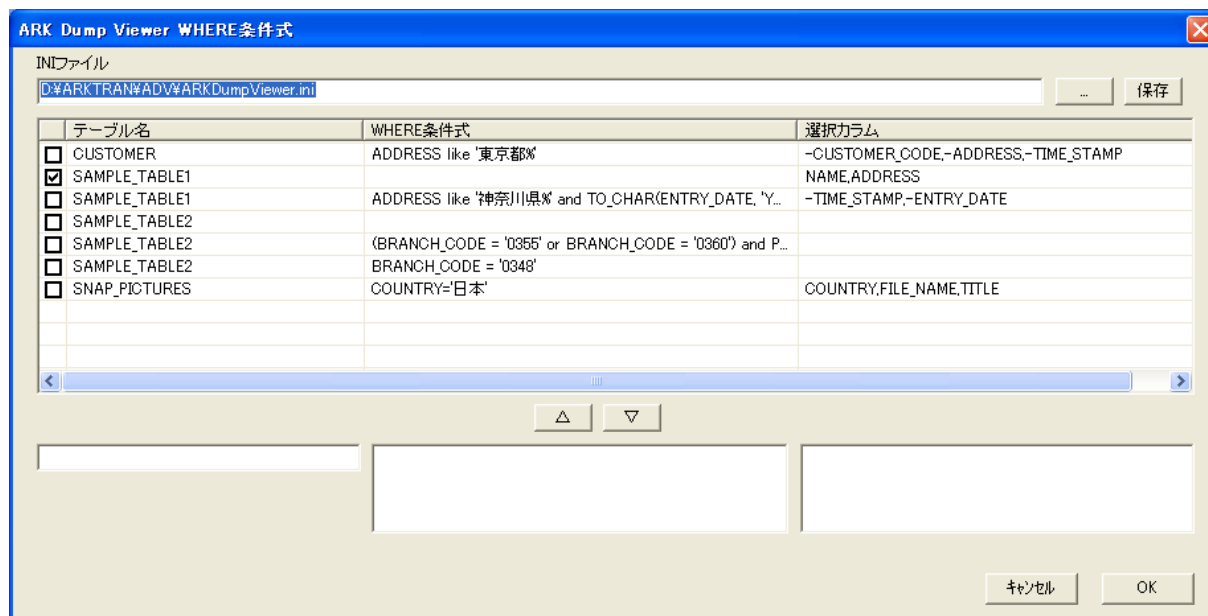 ARK Dump Viewer WHERE条件式
INIファイル
D:¥ARKTRAN¥ADV¥ARKDumpViewer.ini ... 保存
テーブル名 WHERE条件式 選択カラム
CUSTOMER ADDRESS like '東京都%' -CUSTOMER_CODE,-ADDRESS,-TIME_STAMP
SAMPLE_TABLE1 NAME,ADDRESS
SAMPLE_TABLE1 ADDRESS like '神奈川県%' and TO_CHAR(ENTRY_DATE, 'Y... -TIME_STAMP,-ENTRY_DATE
SAMPLE_TABLE2
SAMPLE_TABLE2 (BRANCH_CODE = '0355' or BRANCH_CODE = '0360') and P...
SAMPLE_TABLE2 BRANCH_CODE = '0348'
SNAP_PICTURES COUNTRY='日本' COUNTRY,FILE_NAME,TITLE
△ ▽
キャンセル OK